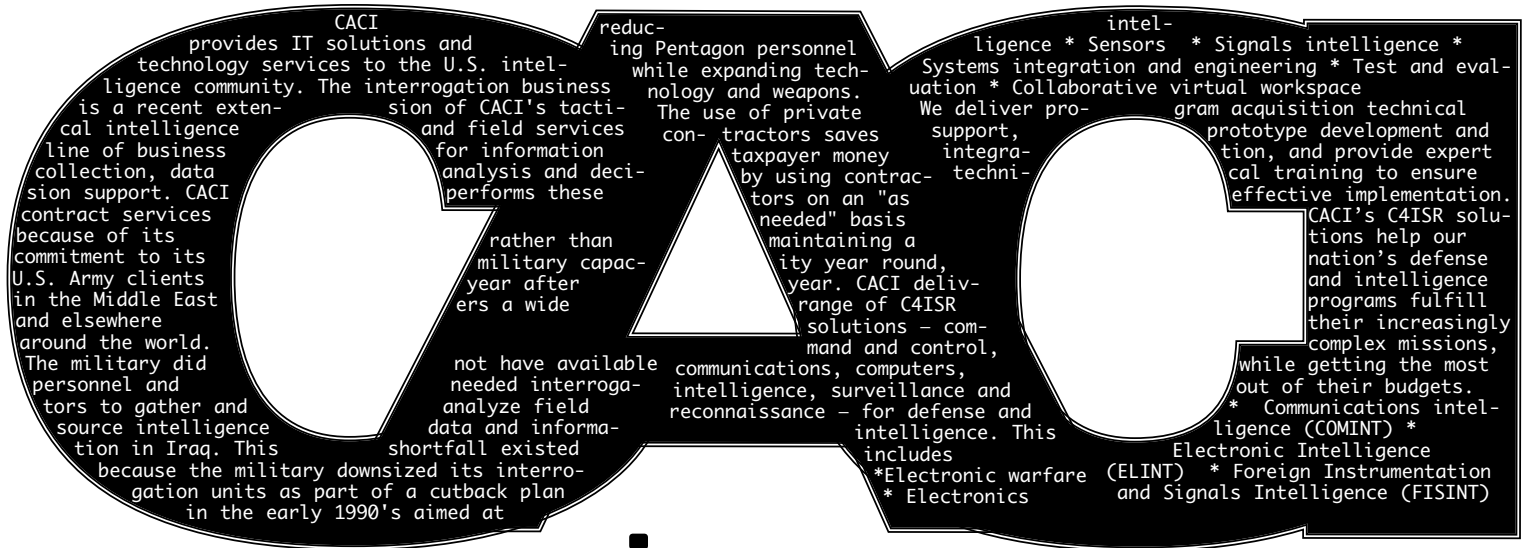 CACI
provides IT solutions and
technology services to the U.S. intel-
ligence community. The interrogation business
is a recent exten- sion of CACI's tacti-
cal intelligence and field services
line of business for information
collection, data analysis and deci-
sion support. CACI performs these
contract services
because of its
commitment to its
U.S. Army clients
in the Middle East
and elsewhere
around the world.
The military did not have available
personnel and needed interroga-
tors to gather and analyze field
source intelligence data and informa-
tion in Iraq. This shortfall existed
because the military downsized its interro-
gation units as part of a cutback plan
in the early 1990's aimed at
reduc-
ing Pentagon personnel
while expanding tech-
nology and weapons.
The use of private
con- tractors saves
taxpayer money
by using contrac-
tors on an "as
needed" basis
rather than maintaining a
military capac- ity year round,
year after year. CACI deliv-
ers a wide range of C4ISR
solutions – com-
mand and control,
communications, computers,
intelligence, surveillance and
reconnaissance – for defense and
intelligence. This
includes
*Electronic warfare
* Electronics
intel-
ligence * Sensors * Signals intelligence *
Systems integration and engineering * Test and eval-
uation * Collaborative virtual workspace
We deliver pro- gram acquisition technical
support, prototype development and
integra- tion, and provide expert
techni- cal training to ensure
effective implementation.
CACI’s C4ISR solu-
tions help our
nation’s defense
and intelligence
programs fulfill
their increasingly
complex missions,
while getting the most
out of their budgets.
* Communications intel-
ligence (COMINT) *
Electronic Intelligence
(ELINT) * Foreign Instrumentation
and Signals Intelligence (FISINT)